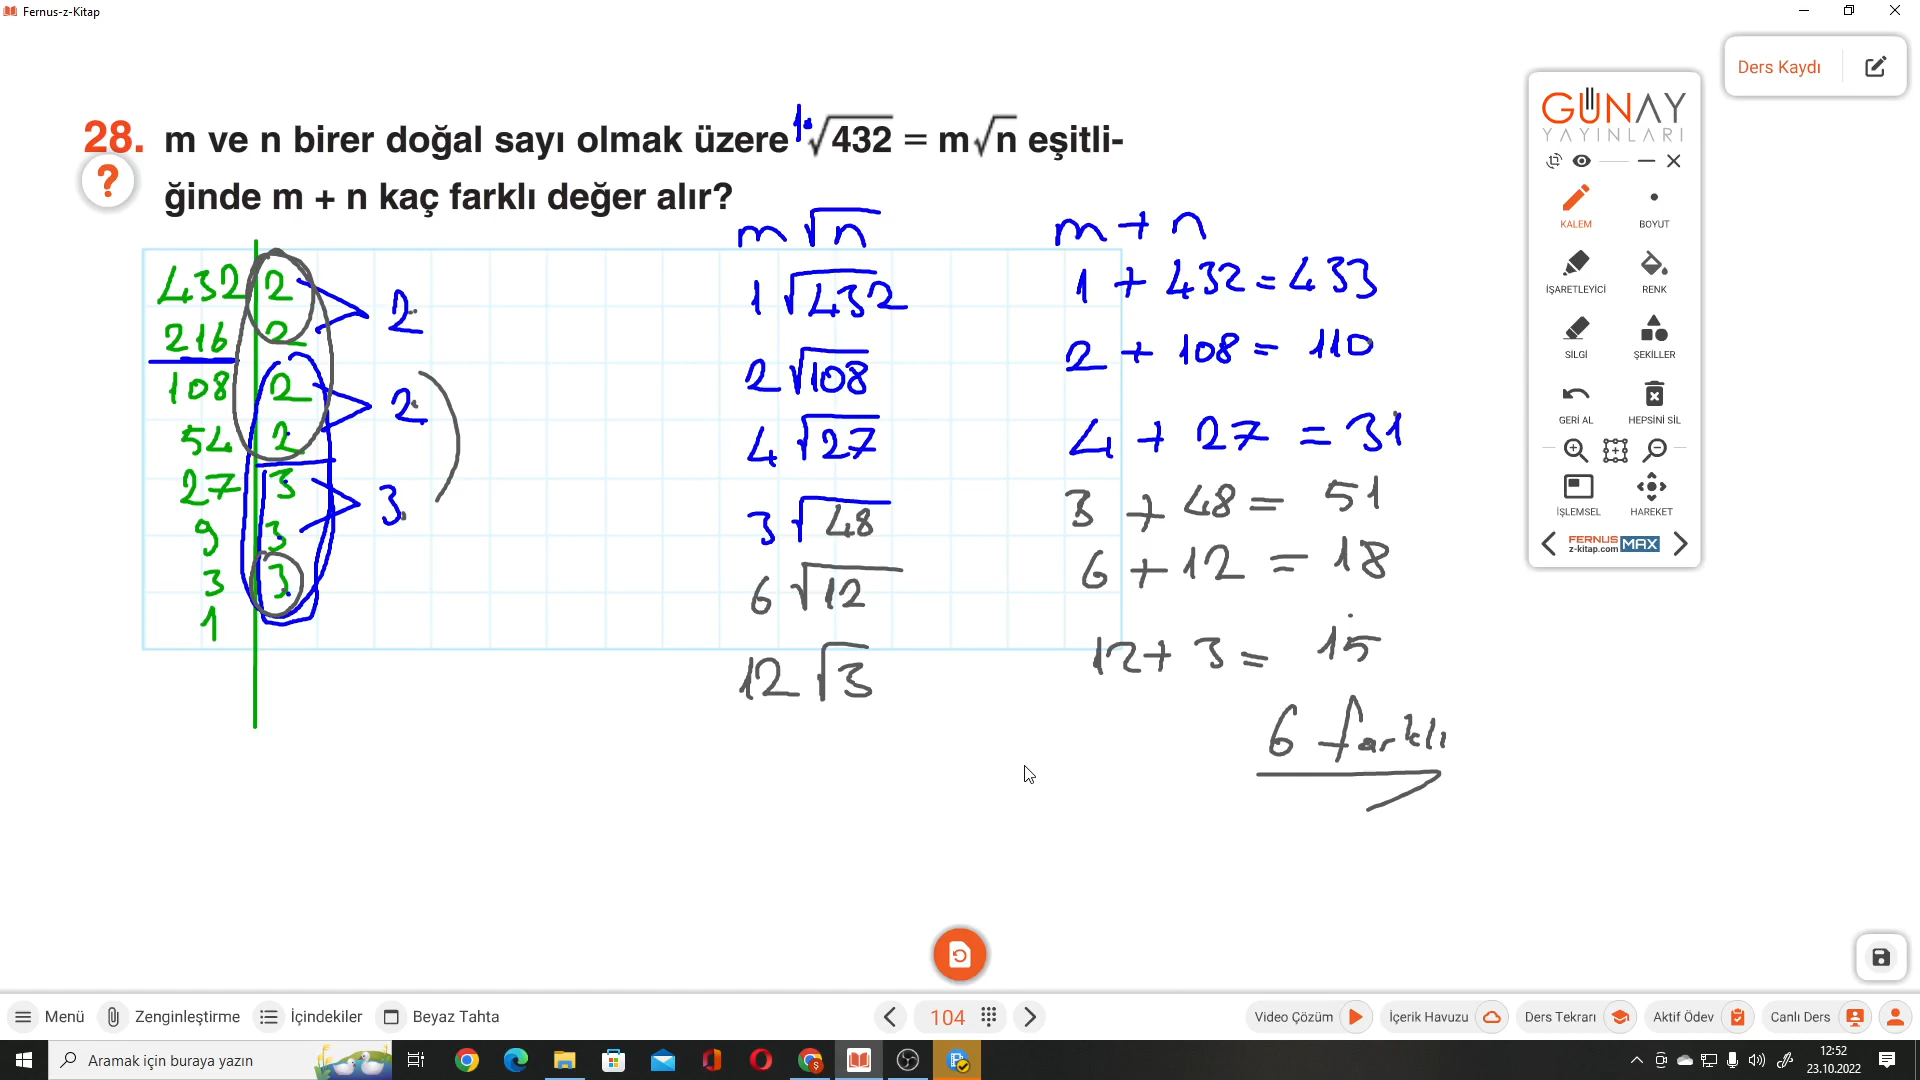 Fernus-z-Kitap
Ders Kaydı
28. m ve n birer doğal sayı olmak üzere 1·√432 = m√n eşitli-
? ğinde m + n kaç farklı değer alır?
m √n
m + n
432 2
216 2
108 2
54 2
27 3
9 3
3 3
1
2
2
3
1 √432
2 √108
4 √27
3 √48
6 √12
12 √3
1 + 432 = 433
2 + 108 = 110
4 + 27 = 31
3 + 48 = 51
6 + 12 = 18
12 + 3 = 15
6 farklı
GÜNAY
YAYINLARI
KALEM
BOYUT
İŞARETLEYİCİ
RENK
SİLGİ
ŞEKİLLER
GERİ AL
HEPSİNİ SİL
İŞLEMSEL
HAREKET
FERNUS
z-kitap.com MAX
Menü
Zenginleştirme
İçindekiler
Beyaz Tahta
104
Video Çözüm
İçerik Havuzu
Ders Tekrarı
Aktif Ödev
Canlı Ders
Aramak için buraya yazın
12:52
23.10.2022